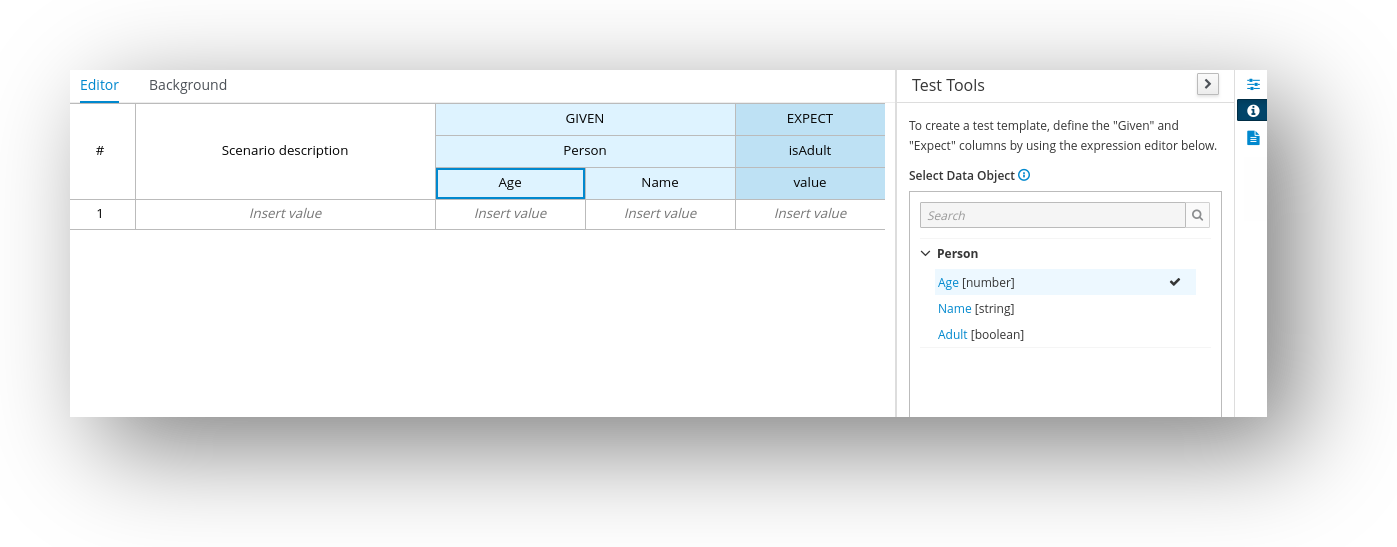 Editor Background
# Scenario description GIVEN EXPECT
Person isAdult
Age Name value
1 Insert value Insert value Insert value Insert value
Test Tools
To create a test template, define the "Given" and
"Expect" columns by using the expression editor below.
Select Data Object
Search
Person
Age [number]
Name [string]
Adult [boolean]